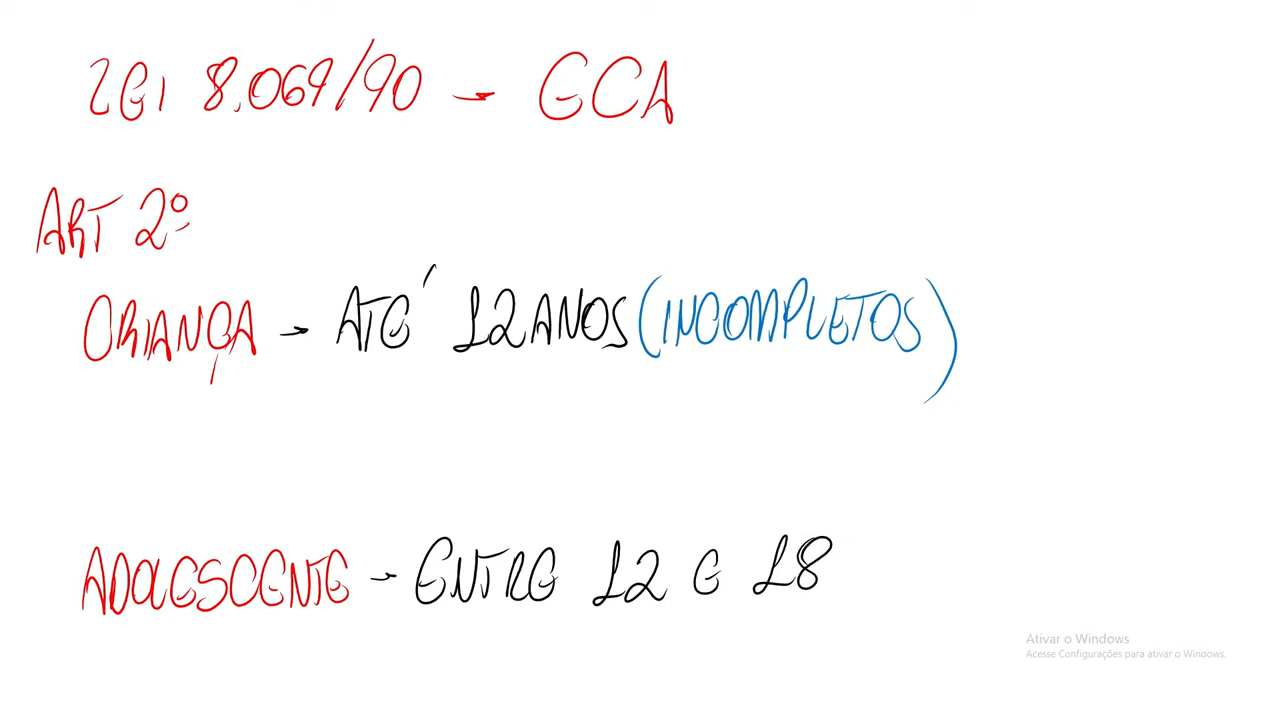 LEI 8.069/90 - ECA
ART 2º
CRIANÇA - ATÉ 12 ANOS (INCOMPLETOS)
ADOLESCENTE - ENTRE 12 E 18
Ativar o Windows
Acesse Configurações para ativar o Windows.